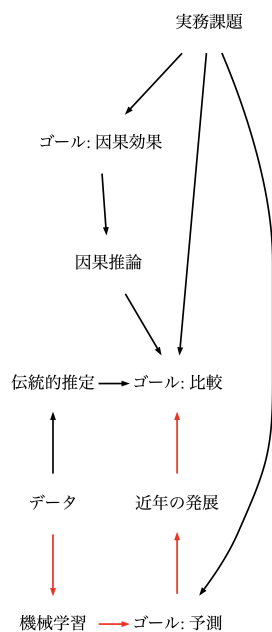 実務課題
ゴール: 因果効果
因果推論
伝統的推定
ゴール: 比較
データ
近年の発展
機械学習
ゴール: 予測